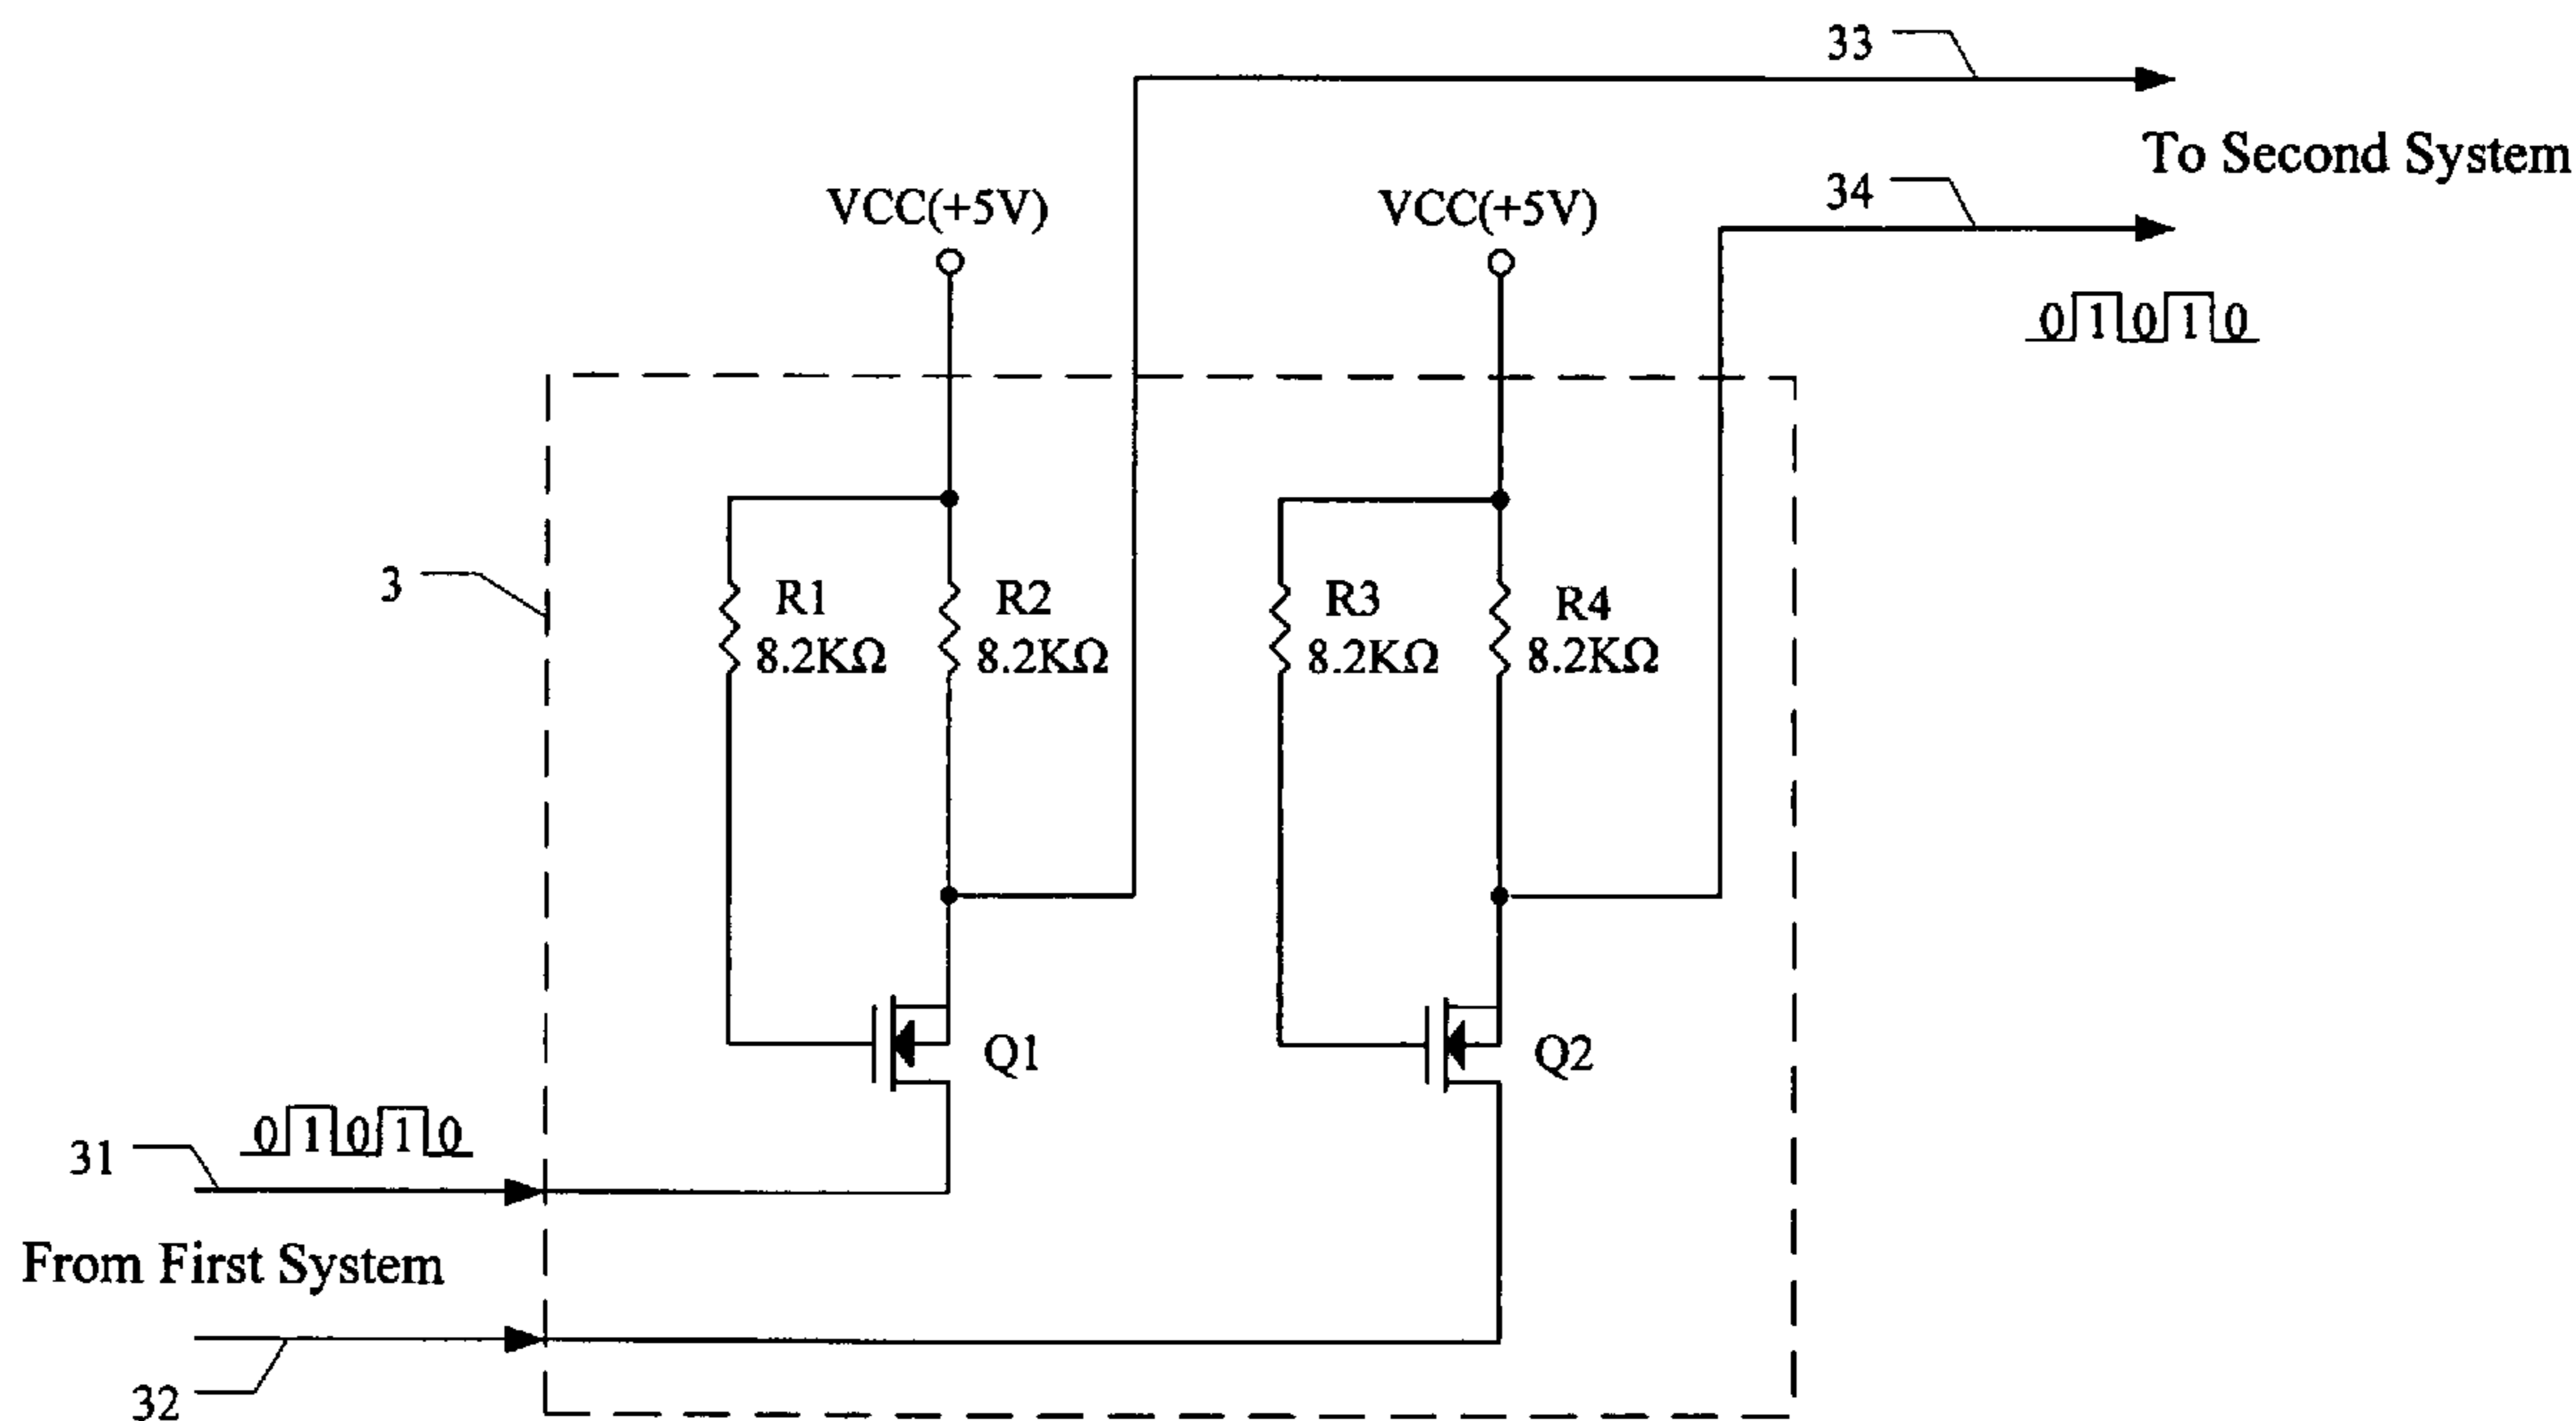 33
To Second System
VCC(+5V)
VCC(+5V)
34
0 1 0 1 0
3
R1
8.2KΩ
R2
8.2KΩ
R3
8.2KΩ
R4
8.2KΩ
Q1
Q2
0 1 0 1 0
31
From First System
32